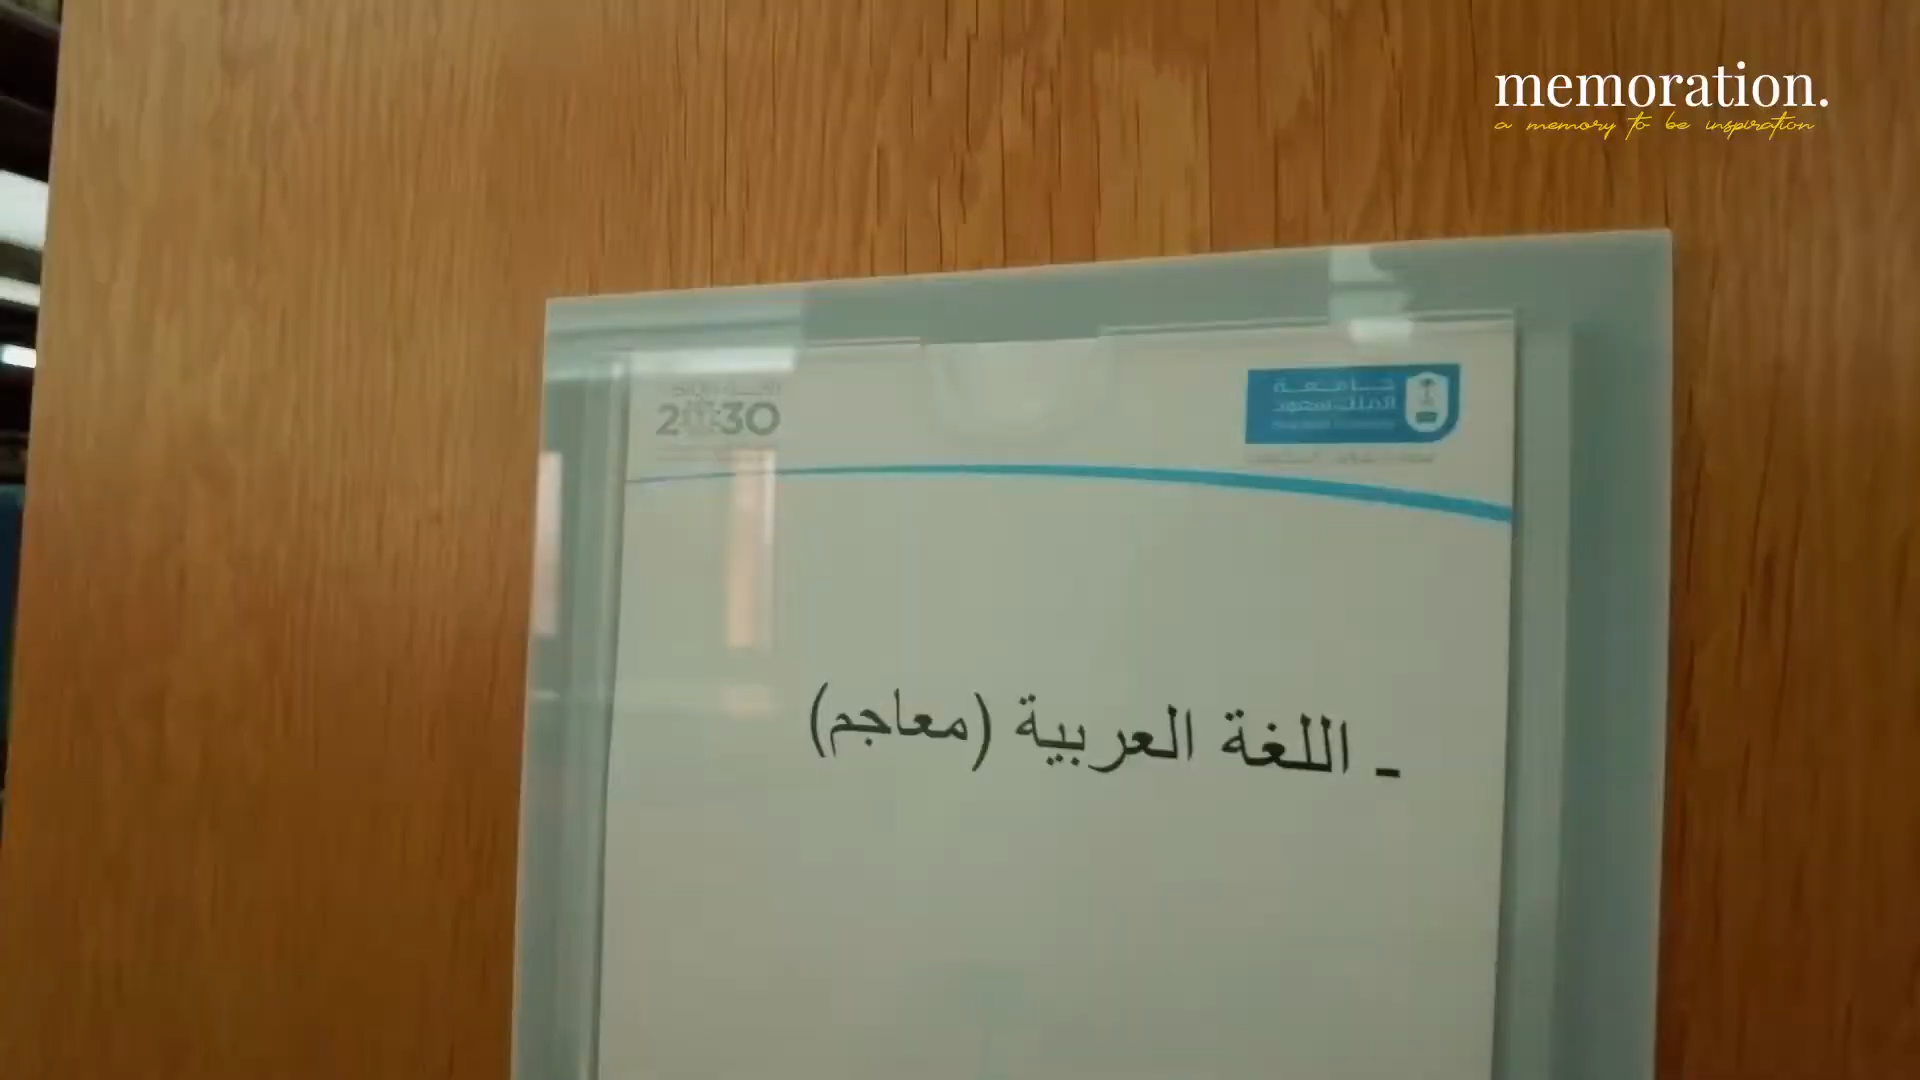 memoration.
a memory to be inspiration
2030
جامعة
الملك سعود
- اللغة العربية (معاجم)